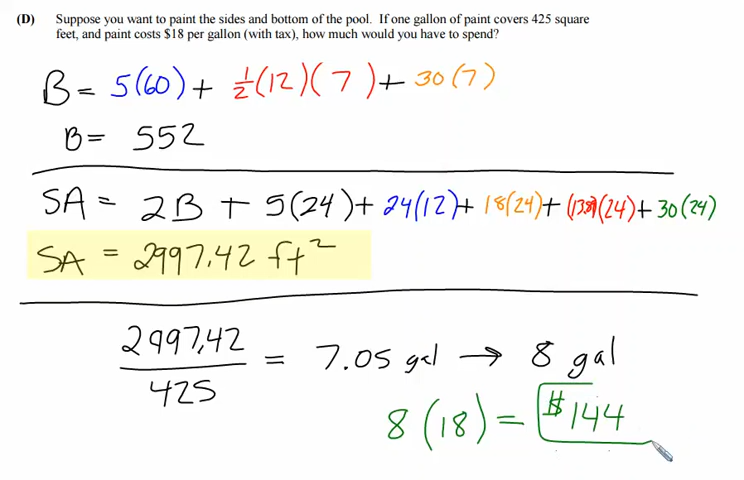 (D) Suppose you want to paint the sides and bottom of the pool. If one gallon of paint covers 425 square
feet, and paint costs $18 per gallon (with tax), how much would you have to spend?
B = 5(60) + ½(12)(7) + 30(7)
B = 552
SA = 2B + 5(24) + 24(12) + 18(24) + (13.89)(24) + 30(24)
SA = 2997.42 ft²
2997.42 / 425 = 7.05 gal → 8 gal
8(18) = $144